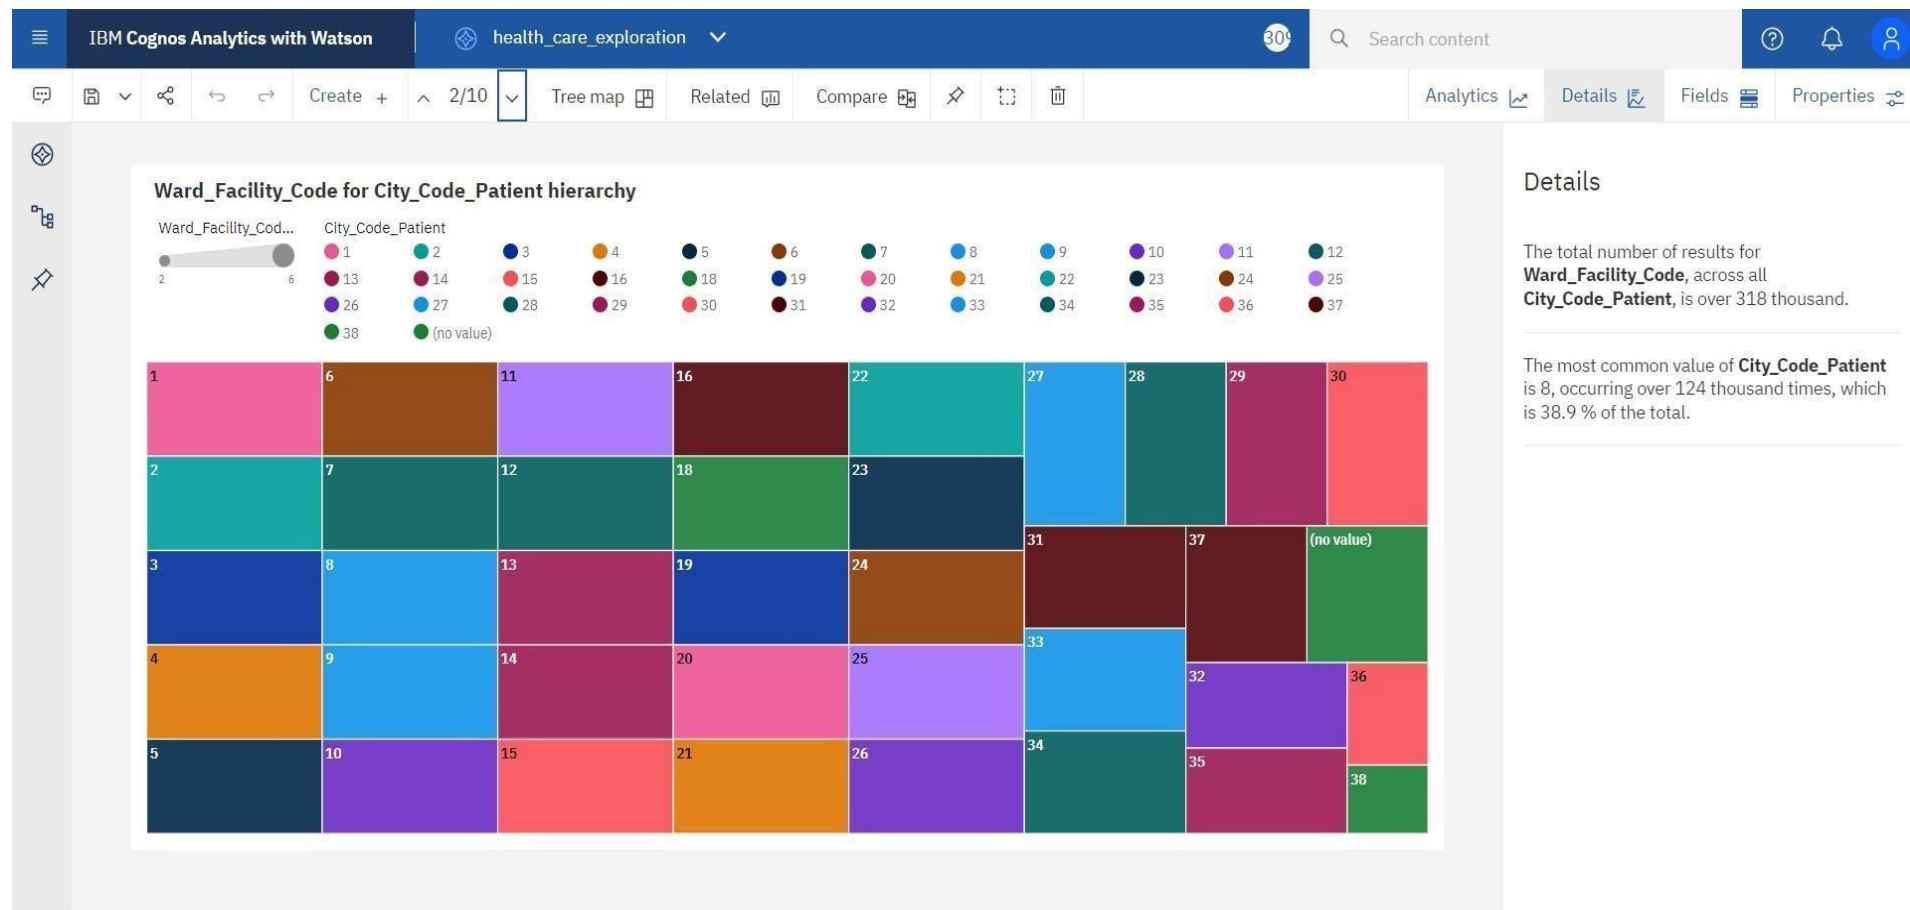 IBM Cognos Analytics with Watson
health_care_exploration
309
Search content
Create +
2/10
Tree map
Related
Compare
Analytics
Details
Fields
Properties
Ward_Facility_Code for City_Code_Patient hierarchy
Ward_Facility_Cod...
2 6
City_Code_Patient
1 2 3 4 5 6 7 8 9 10 11 12
13 14 15 16 18 19 20 21 22 23 24 25
26 27 28 29 30 31 32 33 34 35 36 37
38 (no value)
1 6 11 16 22 27 28 29 30
2 7 12 18 23
31 37 (no value)
3 8 13 19 24
33
4 9 14 20 25
32 36
34
5 10 15 21 26
35
38
Details
The total number of results for
Ward_Facility_Code, across all
City_Code_Patient, is over 318 thousand.
The most common value of City_Code_Patient
is 8, occurring over 124 thousand times, which
is 38.9 % of the total.